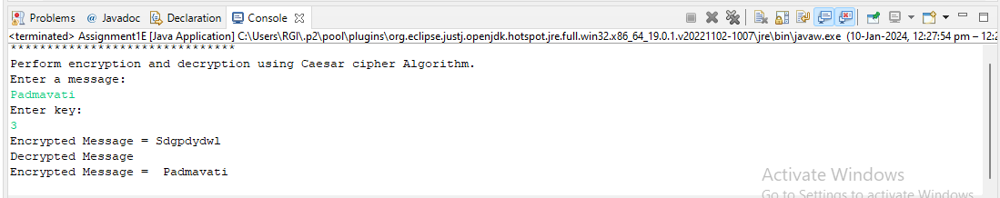 Problems @ Javadoc Declaration Console
<terminated> Assignment1E [Java Application] C:\Users\RGI\.p2\pool\plugins\org.eclipse.justj.openjdk.hotspot.jre.full.win32.x86_64_19.0.1.v20221102-1007\jre\bin\javaw.exe (10-Jan-2024, 12:27:54 pm – 12:2
*******************************
Perform encryption and decryption using Caesar cipher Algorithm.
Enter a message:
Padmavati
Enter key:
3
Encrypted Message = Sdgpdydwl
Decrypted Message
Encrypted Message =  Padmavati
Activate Windows
Go to Settings to activate Windows.